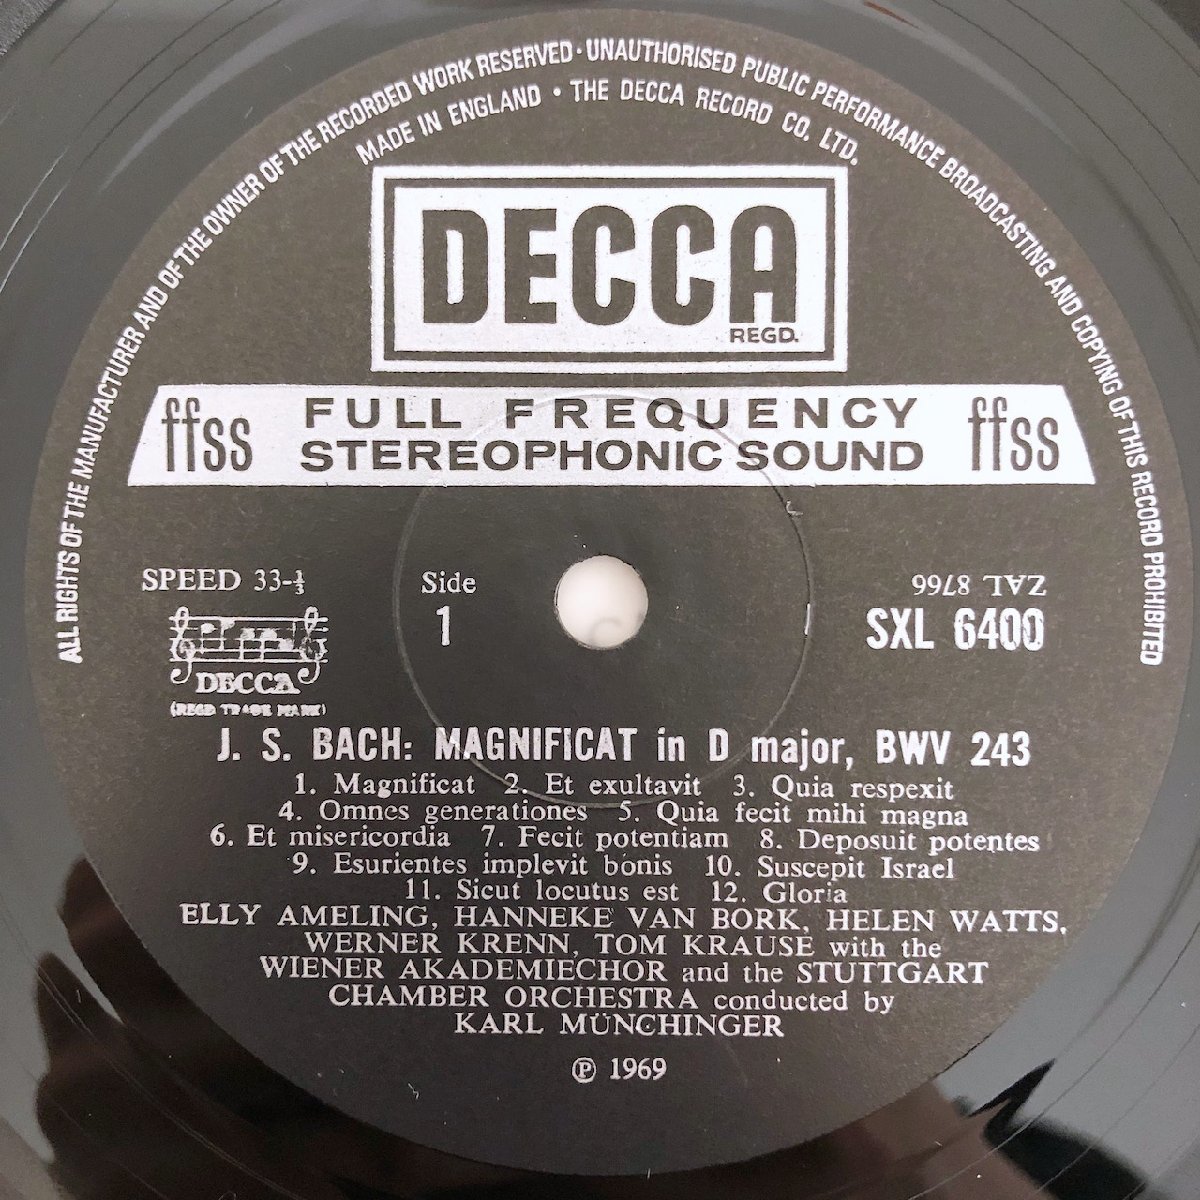 ALL RIGHTS OF THE MANUFACTURER AND OF THE OWNER OF THE RECORDED WORK RESERVED · UNAUTHORISED PUBLIC PERFORMANCE BROADCASTING AND COPYING OF THIS RECORD PROHIBITED
MADE IN ENGLAND • THE DECCA RECORD CO. LTD.
DECCA
REGD.
ffss FULL FREQUENCY STEREOPHONIC SOUND ffss
SPEED 33-⅓
Side 1
ZAL 8766
SXL 6400
DECCA
(REGD TRADE MARK)
J. S. BACH: MAGNIFICAT in D major, BWV 243
1. Magnificat 2. Et exultavit 3. Quia respexit
4. Omnes generationes 5. Quia fecit mihi magna
6. Et misericordia 7. Fecit potentiam 8. Deposuit potentes
9. Esurientes implevit bonis 10. Suscepit Israel
11. Sicut locutus est 12. Gloria
ELLY AMELING, HANNEKE VAN BORK, HELEN WATTS,
WERNER KRENN, TOM KRAUSE with the
WIENER AKADEMIECHOR and the STUTTGART
CHAMBER ORCHESTRA conducted by
KARL MÜNCHINGER
℗ 1969